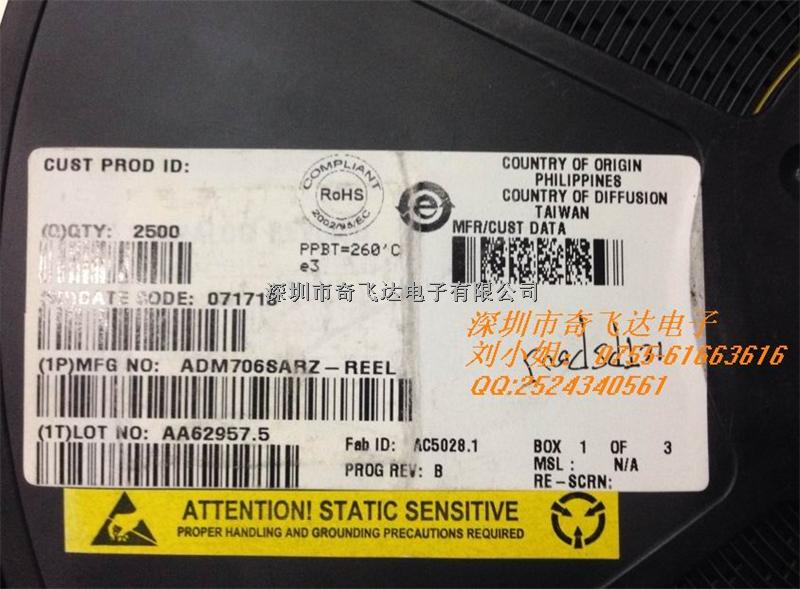 CUST PROD ID:
COMPLIANT
RoHS
2002/95/EC
e
COUNTRY OF ORIGIN
PHILIPPINES
COUNTRY OF DIFFUSION
TAIWAN
MFR/CUST DATA
(Q)QTY: 2500
PPBT=260'C
e3
DATE CODE: 0717
深圳市奇飞达电子有限公司
(1P)MFG NO: ADM706SARZ-REEL
深圳市奇飞达电子
刘小姐 0755-66663616
QQ:2524340561
(1T)LOT NO: AA62957.5
Fab ID: AC5028.1
PROG REV: B
BOX 1 OF 3
MSL: N/A
RE-SCRN:
ATTENTION! STATIC SENSITIVE
PROPER HANDLING AND GROUNDING PRECAUTIONS REQUIRED